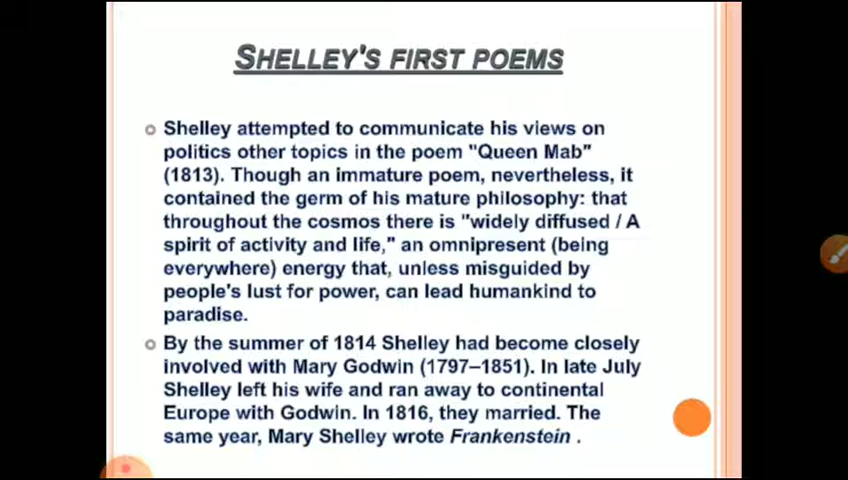 SHELLEY'S FIRST POEMS
Shelley attempted to communicate his views on
politics other topics in the poem "Queen Mab"
(1813). Though an immature poem, nevertheless, it
contained the germ of his mature philosophy: that
throughout the cosmos there is "widely diffused / A
spirit of activity and life," an omnipresent (being
everywhere) energy that, unless misguided by
people's lust for power, can lead humankind to
paradise.
By the summer of 1814 Shelley had become closely
involved with Mary Godwin (1797–1851). In late July
Shelley left his wife and ran away to continental
Europe with Godwin. In 1816, they married. The
same year, Mary Shelley wrote Frankenstein .